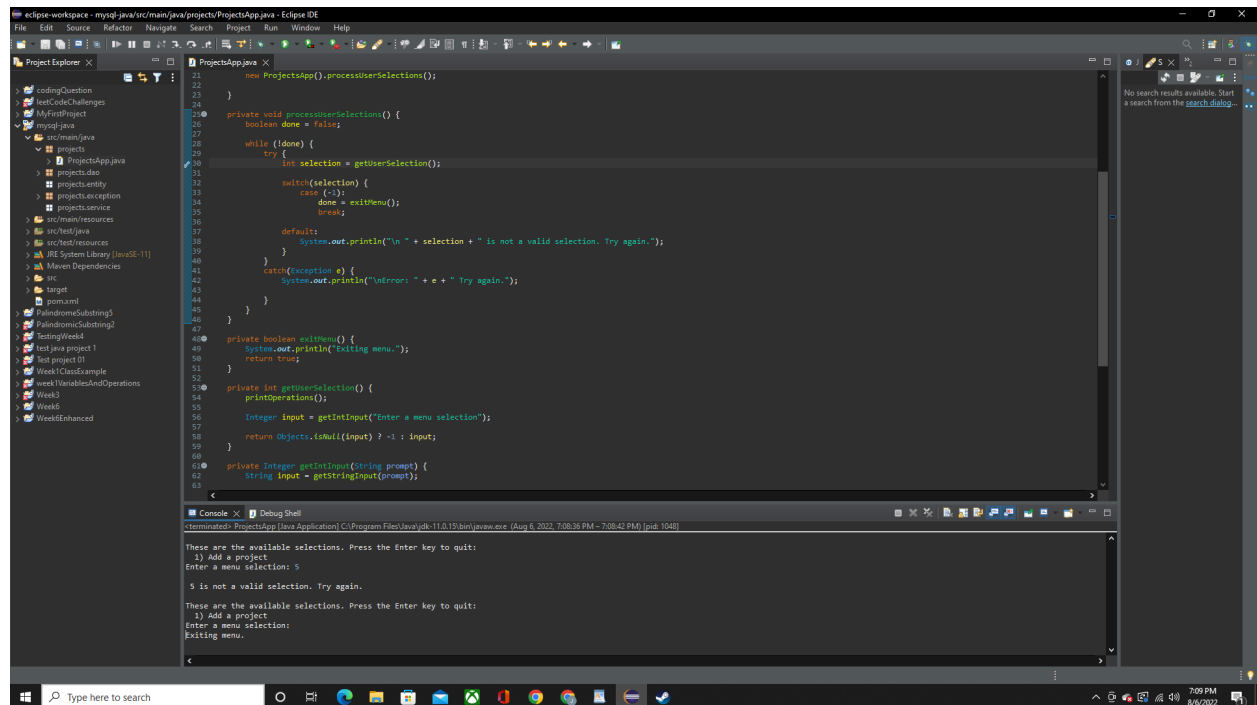 eclipse-workspace - mysql-java/src/main/java/projects/ProjectsApp.java - Eclipse IDE
File Edit Source Refactor Navigate Search Project Run Window Help
Project Explorer
codingQuestion
leetCodeChallenges
MyFirstProject
mysql-java
src/main/java
projects
ProjectsApp.java
projects.dao
projects.entity
projects.exception
projects.service
src/main/resources
src/test/java
src/test/resources
JRE System Library [JavaSE-11]
Maven Dependencies
src
target
pom.xml
PalindromeSubstring5
PalindromicSubstring2
TestingWeek4
test java project 1
Test project 01
Week1ClassExample
week1VariablesAndOperations
Week3
Week6
Week6Enhanced
ProjectsApp.java
21 new ProjectsApp().processUserSelections();
22
23 }
24
25 private void processUserSelections() {
26 boolean done = false;
27
28 while (!done) {
29 try {
30 int selection = getUserSelection();
31
32 switch(selection) {
33 case (-1):
34 done = exitMenu();
35 break;
36
37 default:
38 System.out.println("\n " + selection + " is not a valid selection. Try again.");
39 }
40 }
41 catch(Exception e) {
42 System.out.println("\nError: " + e + " Try again.");
43
44 }
45 }
46 }
47
48 private boolean exitMenu() {
49 System.out.println("Exiting menu.");
50 return true;
51 }
52
53 private int getUserSelection() {
54 printOperations();
55
56 Integer input = getIntInput("Enter a menu selection");
57
58 return Objects.isNull(input) ? -1 : input;
59 }
60
61 private Integer getIntInput(String prompt) {
62 String input = getStringInput(prompt);
63
J S
No search results available. Start
a search from the search dialog...
Console Debug Shell
<terminated> ProjectsApp [Java Application] C:\Program Files\Java\jdk-11.0.15\bin\javaw.exe (Aug 6, 2022, 7:08:36 PM – 7:08:42 PM) [pid: 1048]
These are the available selections. Press the Enter key to quit:
1) Add a project
Enter a menu selection: 5
5 is not a valid selection. Try again.
These are the available selections. Press the Enter key to quit:
1) Add a project
Enter a menu selection:
Exiting menu.
Type here to search
7:09 PM
8/6/2022